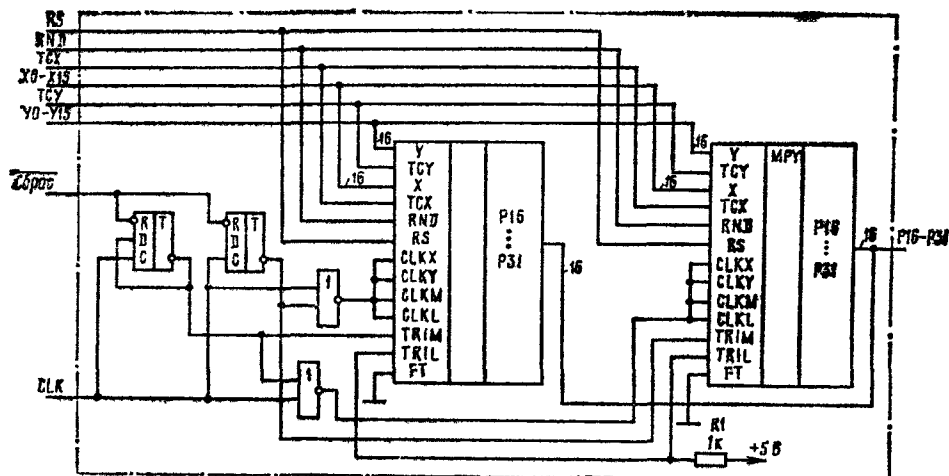 RS
RND
TCX
X0-X15
TCY
Y0-Y15
Сброс
CLK
R D C T
R D C T
1
1
16
16
Y
TCY
X
TCX
RND
RS
CLKX
CLKY
CLKM
CLKL
TRIM
TRIL
FT
P16
P31
16
16
16
Y
TCY
X
TCX
RND
RS
CLKX
CLKY
CLKM
CLKL
TRIM
TRIL
FT
MPY
P16
P31
16
P16-P31
R1
1к
+5 В